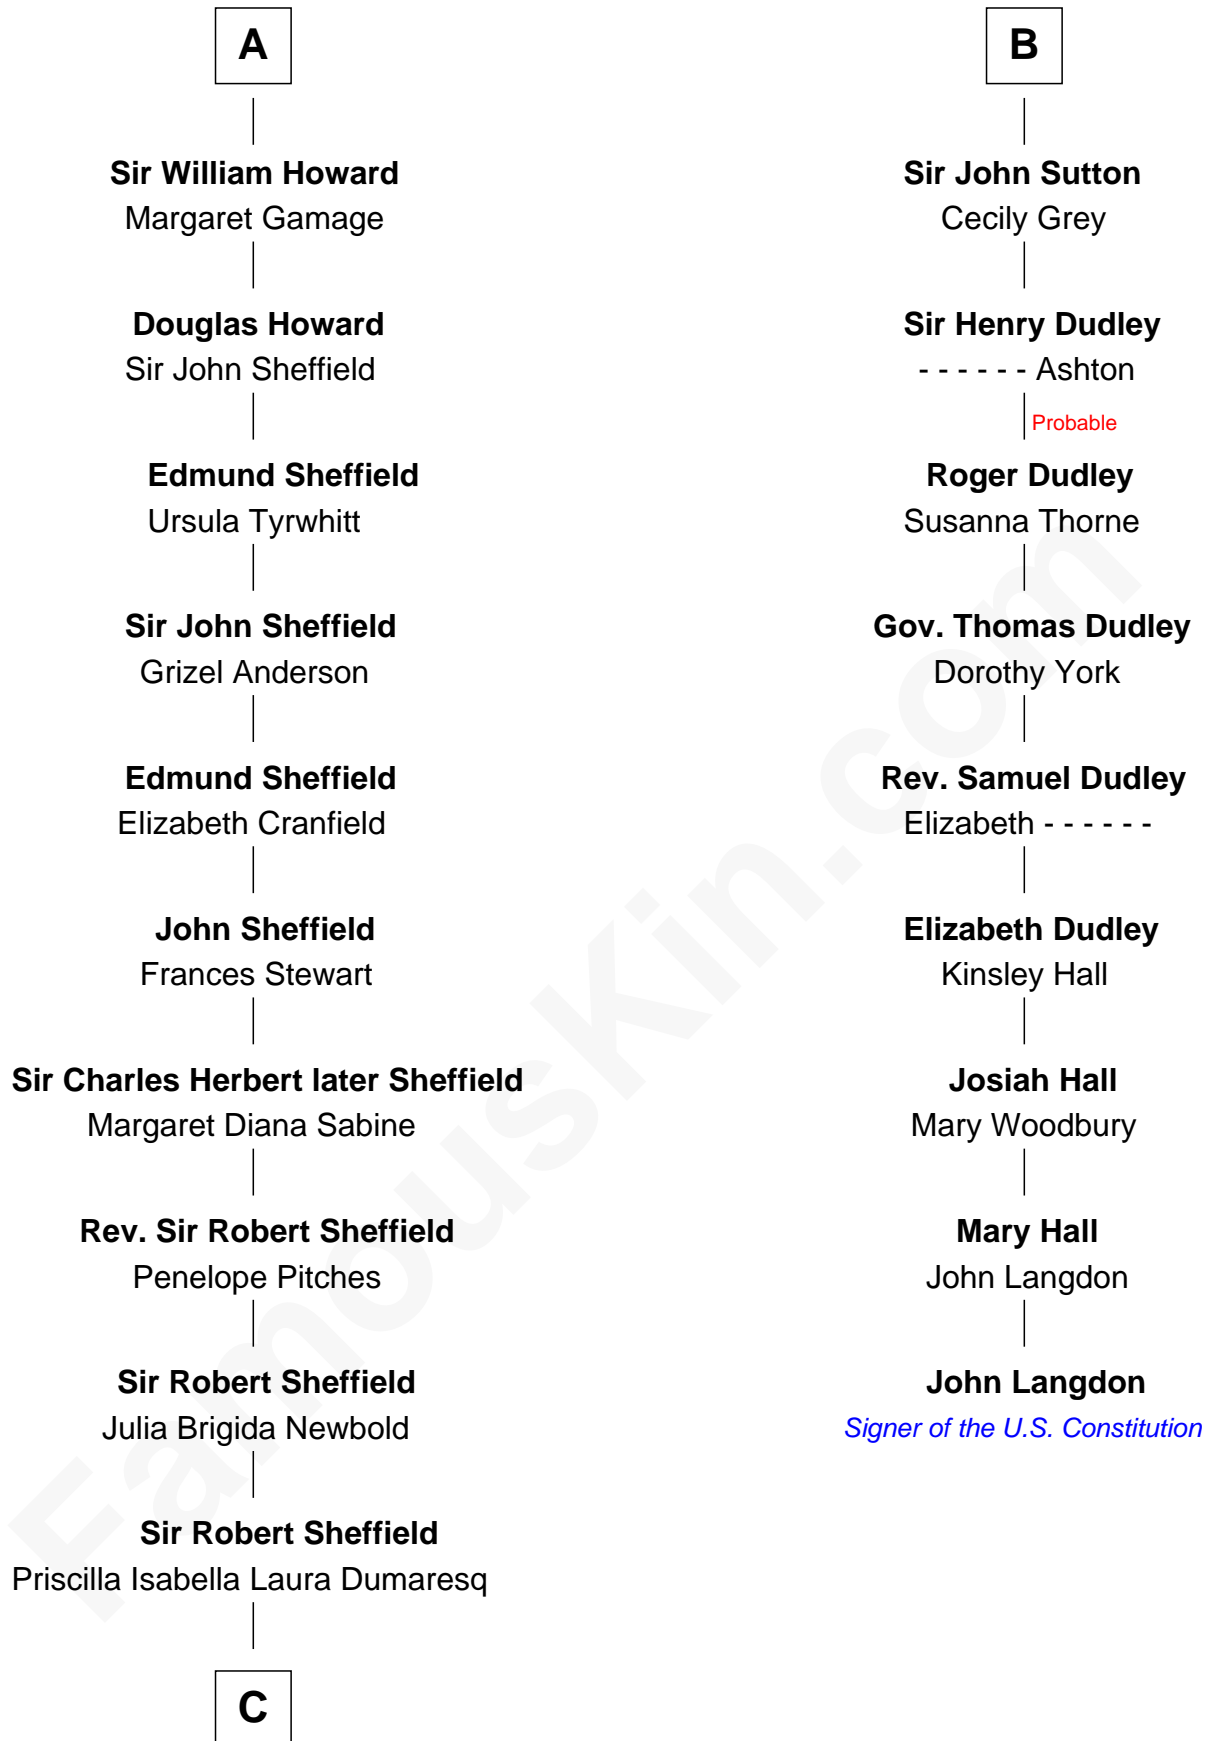 A
Sir William Howard
Margaret Gamage
Douglas Howard
Sir John Sheffield
Edmund Sheffield
Ursula Tyrwhitt
Sir John Sheffield
Grizel Anderson
Edmund Sheffield
Elizabeth Cranfield
John Sheffield
Frances Stewart
Sir Charles Herbert later Sheffield
Margaret Diana Sabine
Rev. Sir Robert Sheffield
Penelope Pitches
Sir Robert Sheffield
Julia Brigida Newbold
Sir Robert Sheffield
Priscilla Isabella Laura Dumaresq
C
B
Sir John Sutton
Cecily Grey
Sir Henry Dudley
- - - - - - Ashton
Probable
Roger Dudley
Susanna Thorne
Gov. Thomas Dudley
Dorothy York
Rev. Samuel Dudley
Elizabeth - - - - - -
Elizabeth Dudley
Kinsley Hall
Josiah Hall
Mary Woodbury
Mary Hall
John Langdon
John Langdon
Signer of the U.S. Constitution
FamousKin.com